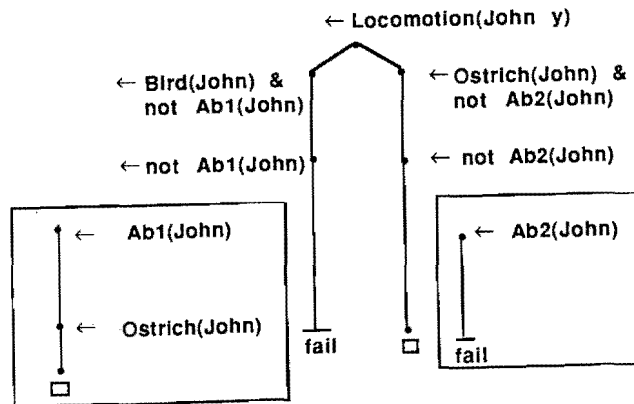 ← Locomotion(John y)
← Bird(John) &
not Ab1(John)
← Ostrich(John) &
not Ab2(John)
← not Ab1(John)
← not Ab2(John)
← Ab1(John)
← Ostrich(John)
fail
← Ab2(John)
fail